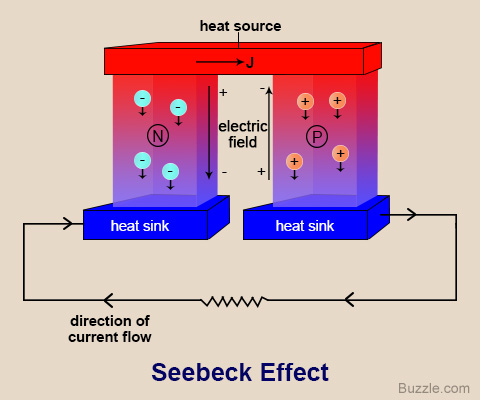 heat source
J
+
-
-
-
-
-
N
electric
field
-
+
-
+
+
+
+
+
P
heat sink
heat sink
direction of
current flow
Seebeck Effect
Buzzle.com